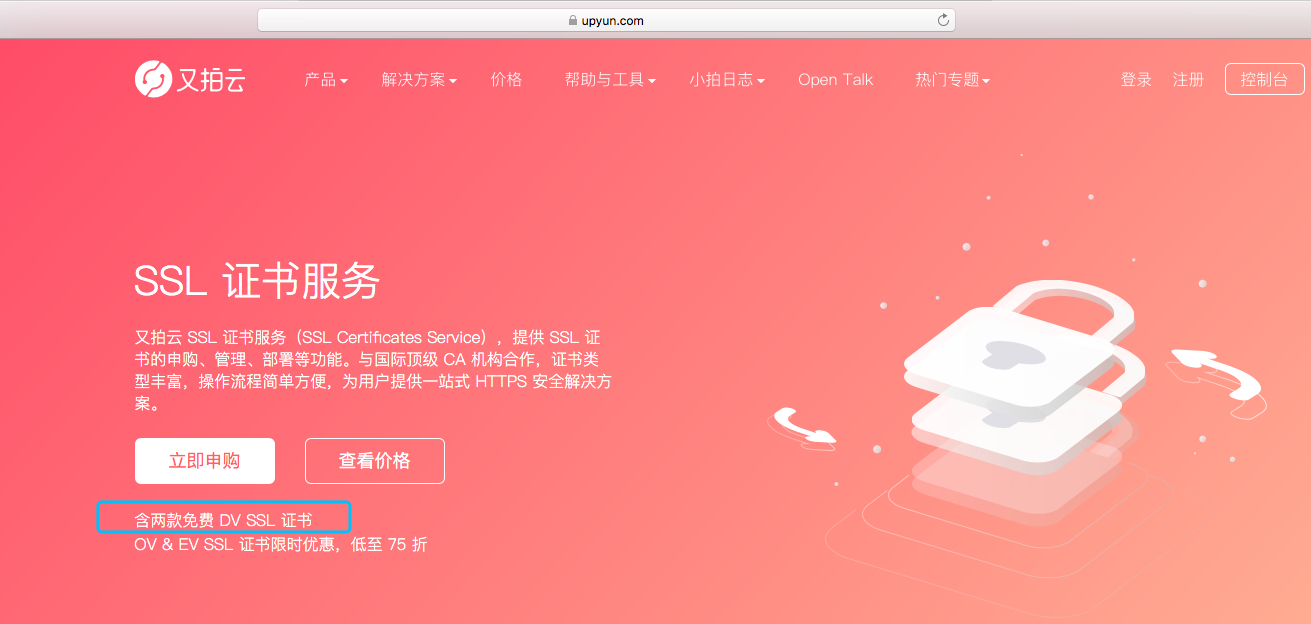 upyun.com
又拍云
产品
解决方案
价格
帮助与工具
小拍日志
Open Talk
热门专题
登录
注册
控制台
SSL 证书服务
又拍云 SSL 证书服务（SSL Certificates Service），提供 SSL 证
书的申购、管理、部署等功能。与国际顶级 CA 机构合作，证书类
型丰富，操作流程简单方便，为用户提供一站式 HTTPS 安全解决方
案。
立即申购
查看价格
含两款免费 DV SSL 证书
OV & EV SSL 证书限时优惠，低至 75 折